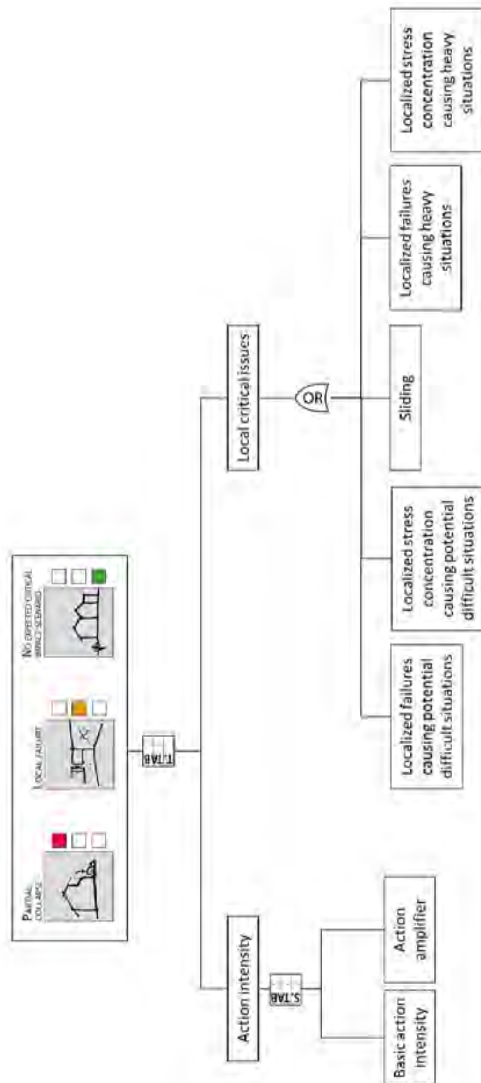 PARTIAL
COLLAPSE
LOCAL FAILURE
NO EXPETED CRITICAL
IMPACT SCENARIO
T.TAB
Action intensity
Local critical issues
S.TAB
OR
Basic action
intensity
Action
amplifier
Localized failures
causing potential
difficult situations
Localized stress
concentration
causing potential
difficult situations
Sliding
Localized failures
causing heavy
situations
Localized stress
concentration
causing heavy
situations